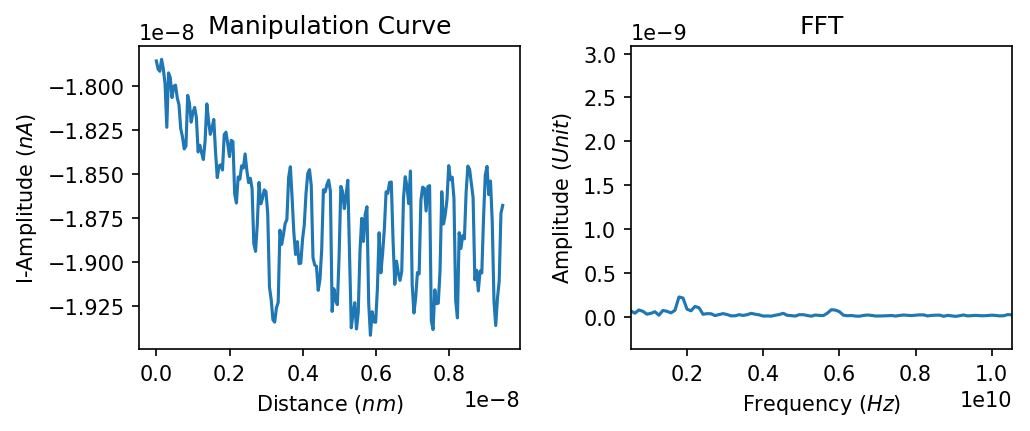 Manipulation Curve
1e−8
I-Amplitude (nA)
−1.800
−1.825
−1.850
−1.875
−1.900
−1.925
0.0 0.2 0.4 0.6 0.8
Distance (nm)
1e−8
FFT
1e−9
Amplitude (Unit)
3.0
2.5
2.0
1.5
1.0
0.5
0.0
0.2 0.4 0.6 0.8 1.0
Frequency (Hz)
1e10